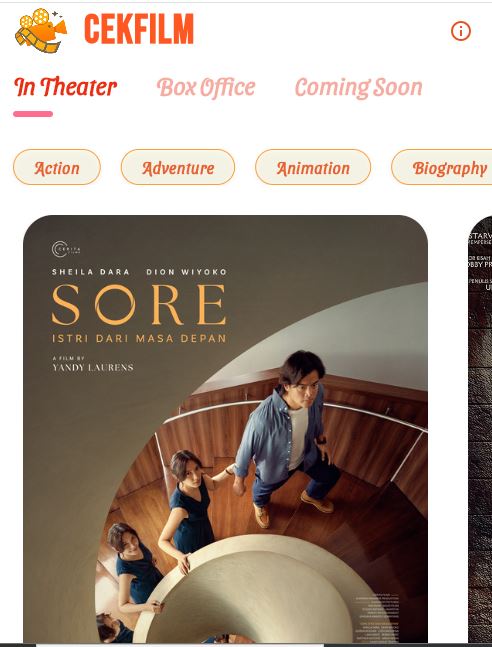 CEKFILM
In Theater Box Office Coming Soon
Action Adventure Animation Biography
CERITA
FILMS
SHEILA DARA DION WIYOKO
SORE
ISTRI DARI MASA DEPAN
A FILM BY
YANDY LAURENS